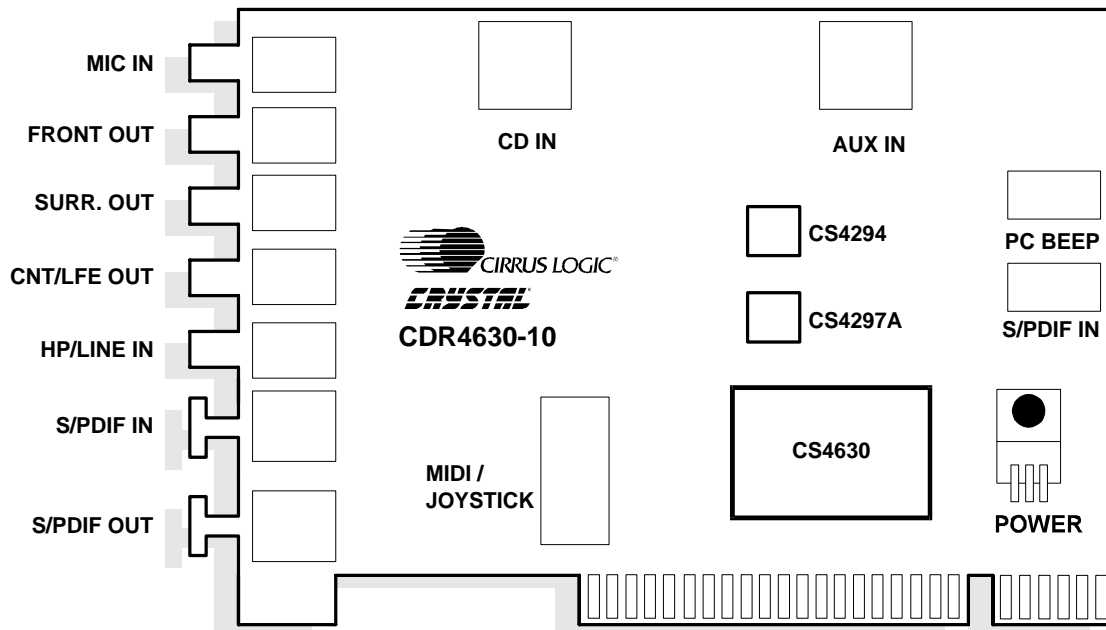 MIC IN
FRONT OUT
SURR. OUT
CNT/LFE OUT
HP/LINE IN
S/PDIF IN
S/PDIF OUT
CD IN
AUX IN
CIRRUS LOGIC®
CRYSTAL
CDR4630-10
CS4294
CS4297A
PC BEEP
S/PDIF IN
MIDI /
JOYSTICK
CS4630
POWER